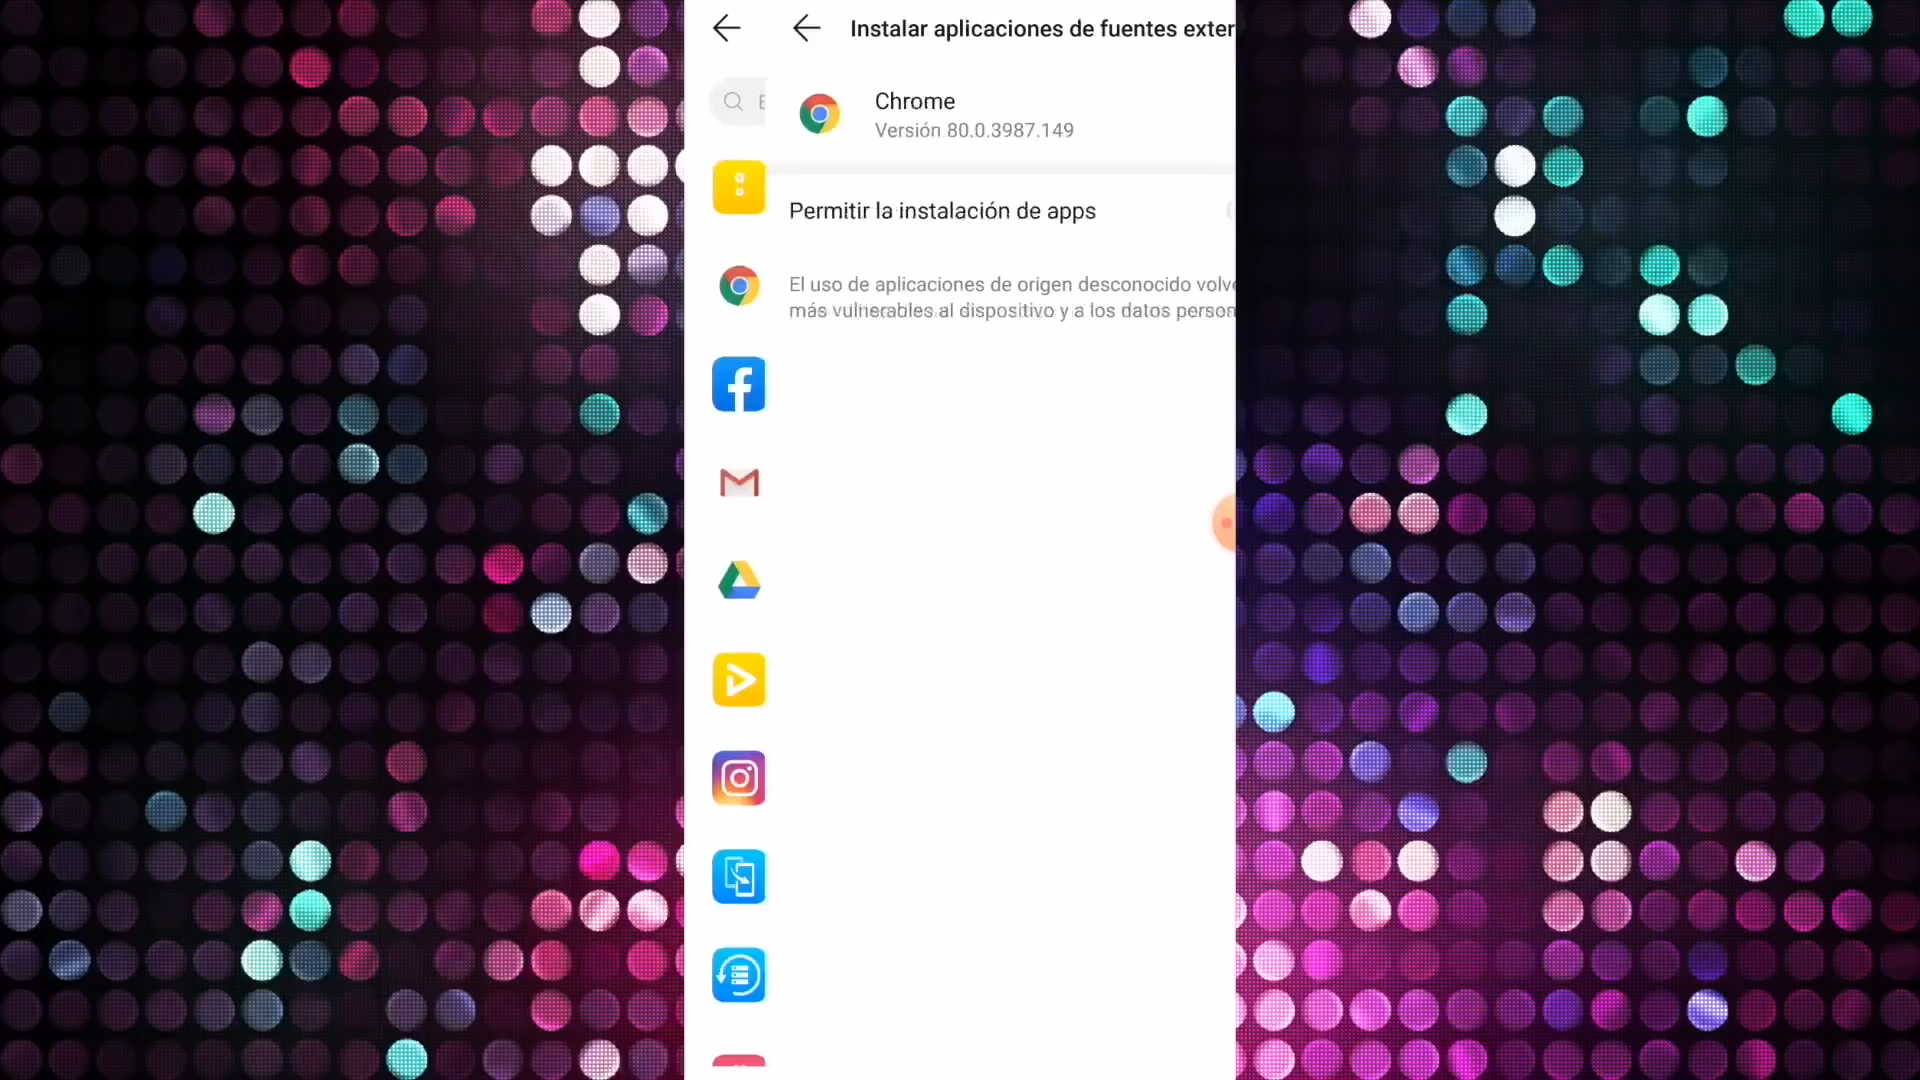 Instalar aplicaciones de fuentes exter
Chrome
Versión 80.0.3987.149
Permitir la instalación de apps
El uso de aplicaciones de origen desconocido volve
más vulnerables al dispositivo y a los datos person